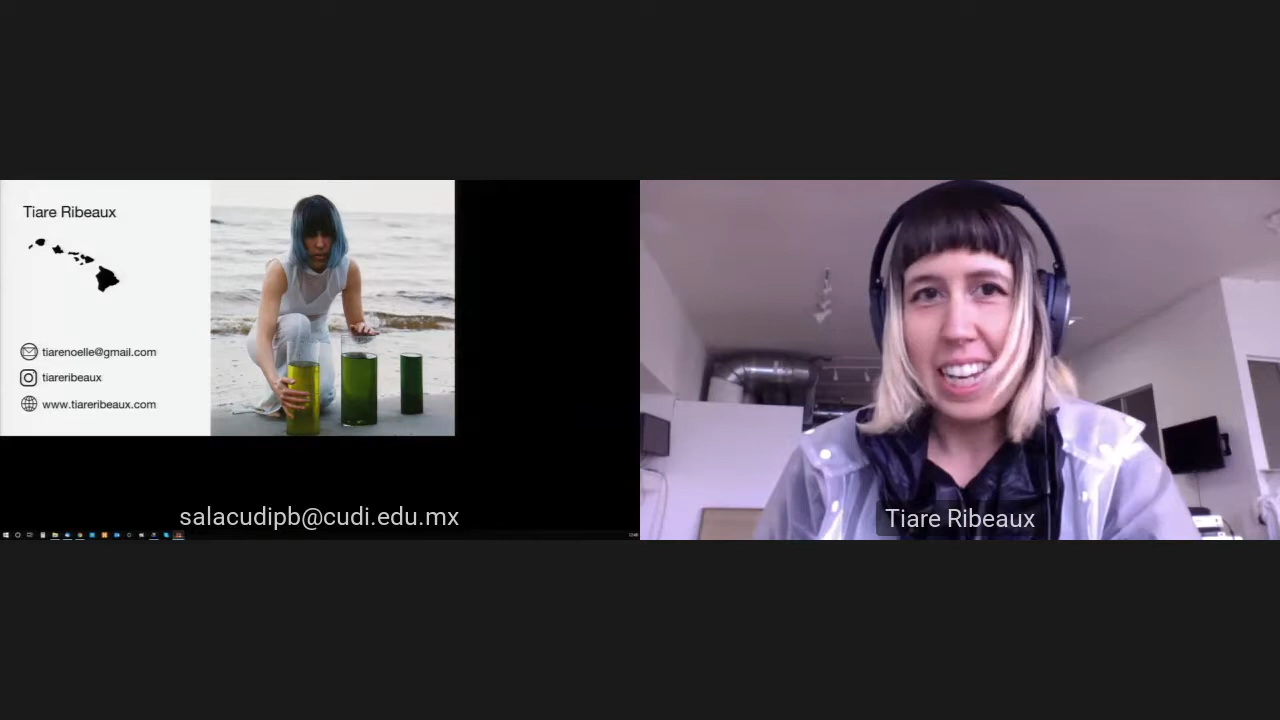 Tiare Ribeaux
tiarenoelle@gmail.com
tiareribeaux
www.tiareribeaux.com
salacudipb@cudi.edu.mx
Tiare Ribeaux